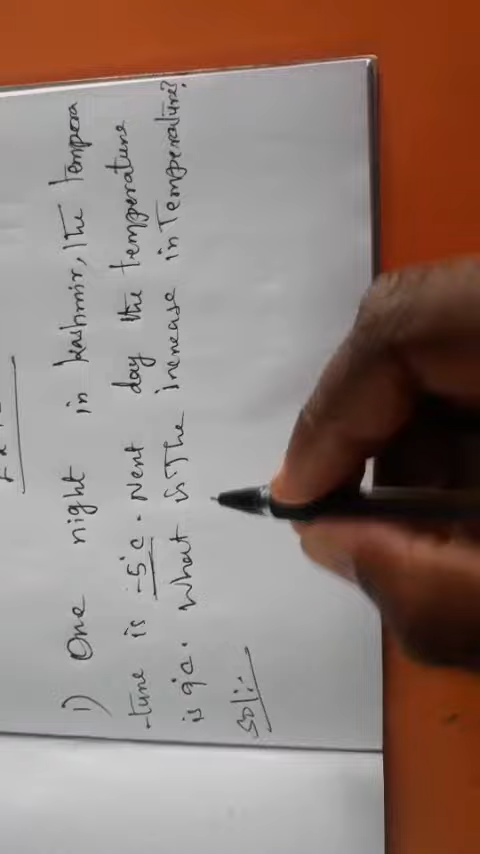 1) One night in kashmir, the tempera
-ture is -5°c. Next day the temperature
is 9°c. What is The increase in Temperature?
Sol:-